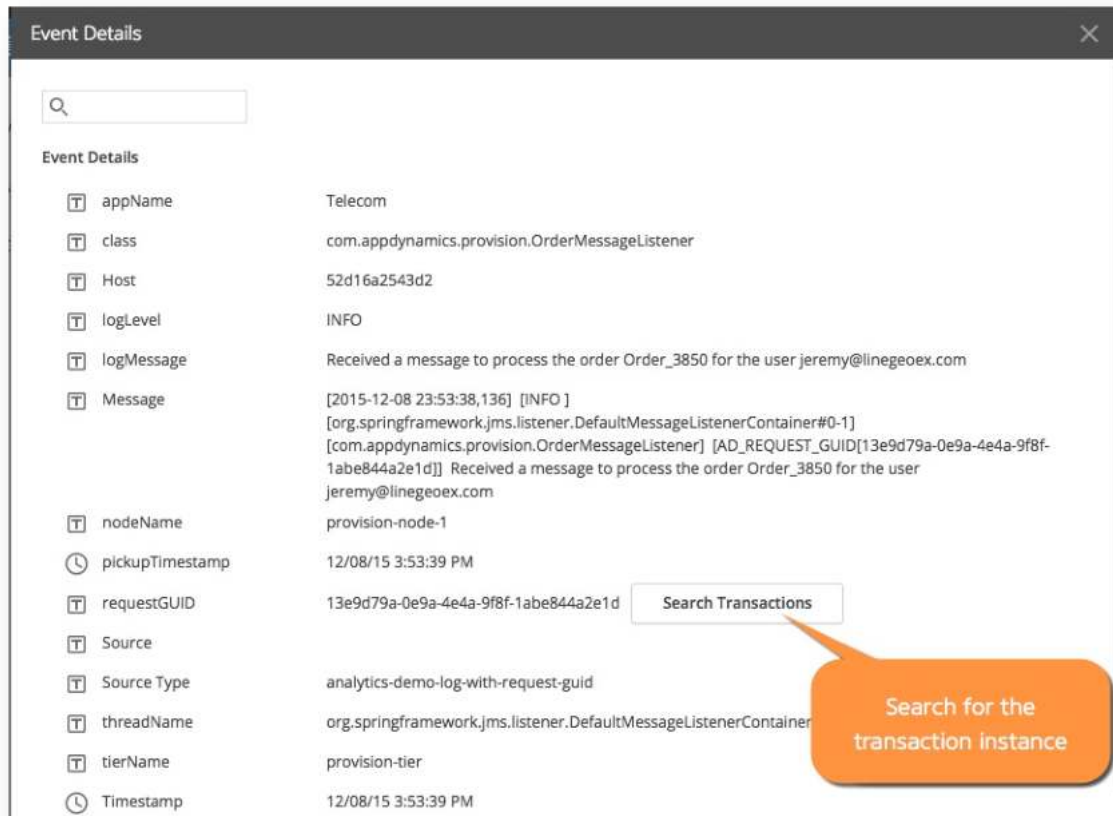 Event Details
Event Details
appName Telecom
class com.appdynamics.provision.OrderMessageListener
Host 52d16a2543d2
logLevel INFO
logMessage Received a message to process the order Order_3850 for the user jeremy@linegeoex.com
Message [2015-12-08 23:53:38,136] [INFO ]
[org.springframework.jms.listener.DefaultMessageListenerContainer#0-1]
[com.appdynamics.provision.OrderMessageListener] [AD_REQUEST_GUID[13e9d79a-0e9a-4e4a-9f8f-
1abe844a2e1d]] Received a message to process the order Order_3850 for the user
jeremy@linegeoex.com
nodeName provision-node-1
pickupTimestamp 12/08/15 3:53:39 PM
requestGUID 13e9d79a-0e9a-4e4a-9f8f-1abe844a2e1d Search Transactions
Source
Source Type analytics-demo-log-with-request-guid
threadName org.springframework.jms.listener.DefaultMessageListenerContainer
tierName provision-tier
Timestamp 12/08/15 3:53:39 PM
Search for the
transaction instance